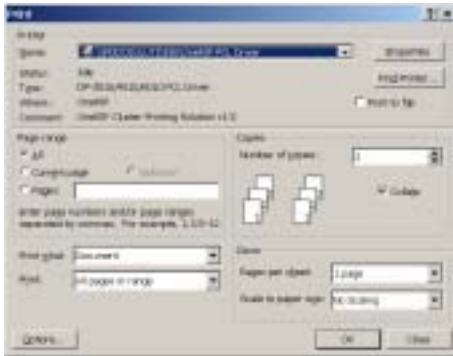 Print
Printer
Name:
Properties
Status: Idle
Find Printer...
Type:
Where:
Print to file
Comment: Cluster Printing Solution
Page range
All
Current page
Pages:
Enter page numbers and/or page ranges
separated by commas. For example, 1,3,5-12
Copies
Number of copies:
1
Collate
Print what: Document
Print: All pages in range
Zoom
Pages per sheet: 1 page
Scale to paper size: No Scaling
Options...
OK
Close